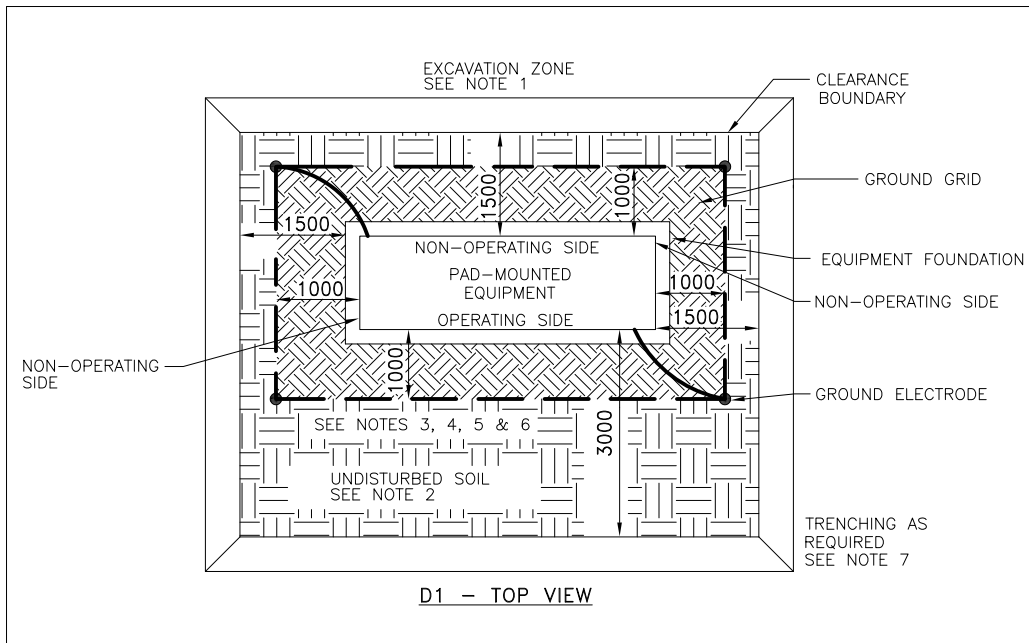 EXCAVATION ZONE
SEE NOTE 1
CLEARANCE
BOUNDARY
1500
1000
GROUND GRID
1500
NON-OPERATING SIDE
EQUIPMENT FOUNDATION
PAD-MOUNTED
EQUIPMENT
1000
1000
NON-OPERATING SIDE
OPERATING SIDE
1500
NON-OPERATING
SIDE
1000
GROUND ELECTRODE
SEE NOTES 3, 4, 5 & 6
3000
UNDISTURBED SOIL
SEE NOTE 2
TRENCHING AS
REQUIRED
SEE NOTE 7
D1 - TOP VIEW